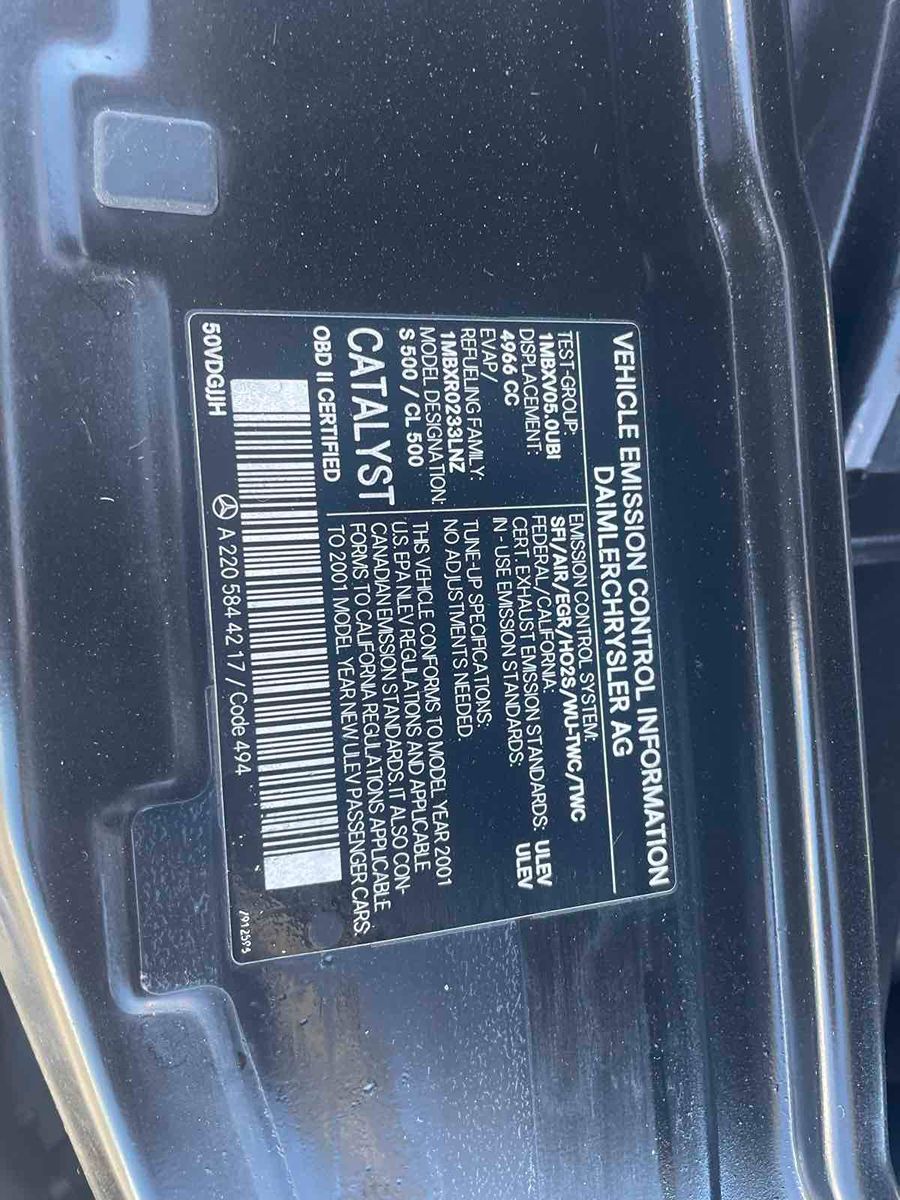 VEHICLE EMISSION CONTROL INFORMATION
DAIMLERCHRYSLER AG
TEST-GROUP:
1MBXV05.0UBI
DISPLACEMENT:
4966 CC
EVAP/
REFUELING FAMILY:
1MBXR0233LNZ
MODEL DESIGNATION:
S 500 / CL 500
CATALYST
OBD II CERTIFIED
EMISSION CONTROL SYSTEM:
SFI/AIR/EGR/HO2S/WU-TWC/TWC
FEDERAL/CALIFORNIA:
CERT. EXHAUST EMISSION STANDARDS: ULEV
IN-USE EMISSION STANDARDS: ULEV
TUNE-UP SPECIFICATIONS:
NO ADJUSTMENTS NEEDED
THIS VEHICLE CONFORMS TO MODEL YEAR 2001
U.S. EPA NLEV REGULATIONS AND APPLICABLE
CANADIAN EMISSION STANDARDS. IT ALSO CON-
FORMS TO CALIFORNIA REGULATIONS APPLICABLE
TO 2001 MODEL YEAR NEW ULEV PASSENGER CARS.
50VDGJJH
A 220 584 42 17 / Code 494